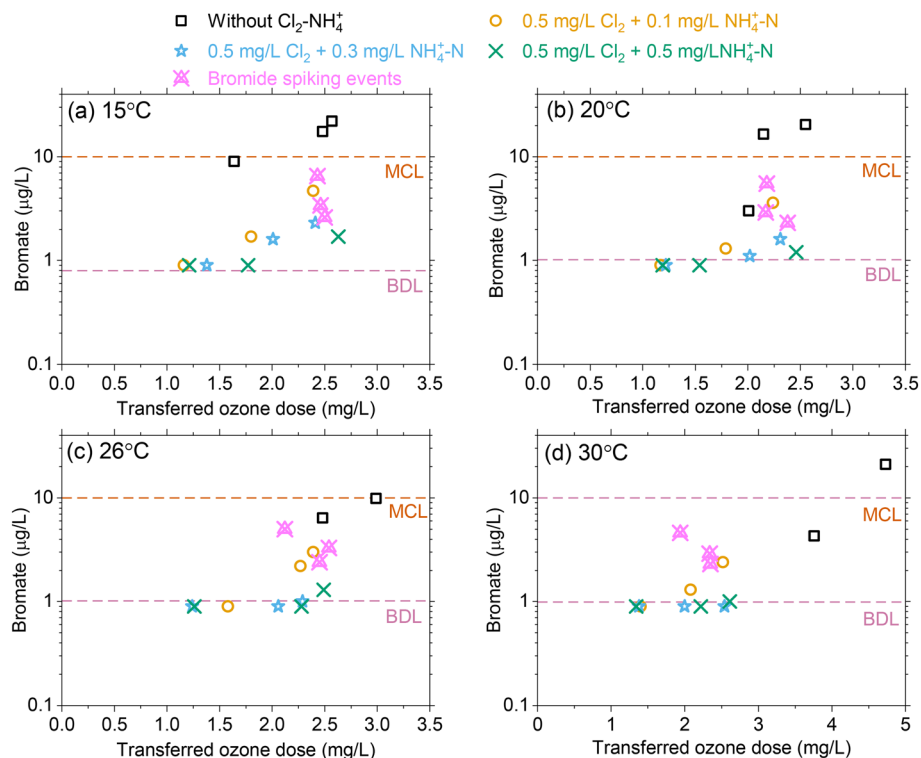 Without Cl₂-NH₄⁺
0.5 mg/L Cl₂ + 0.1 mg/L NH₄⁺-N
0.5 mg/L Cl₂ + 0.3 mg/L NH₄⁺-N
0.5 mg/L Cl₂ + 0.5 mg/LNH₄⁺-N
Bromide spiking events
(a) 15°C
Bromate (μg/L)
10
1
0.1
MCL
BDL
0.0 0.5 1.0 1.5 2.0 2.5 3.0 3.5
Transferred ozone dose (mg/L)
(b) 20°C
Bromate (μg/L)
10
1
0.1
MCL
BDL
0.0 0.5 1.0 1.5 2.0 2.5 3.0 3.5
Transferred ozone dose (mg/L)
(c) 26°C
Bromate (μg/L)
10
1
0.1
MCL
BDL
0.0 0.5 1.0 1.5 2.0 2.5 3.0 3.5
Transferred ozone dose (mg/L)
(d) 30°C
Bromate (μg/L)
10
1
0.1
MCL
BDL
0 1 2 3 4 5
Transferred ozone dose (mg/L)